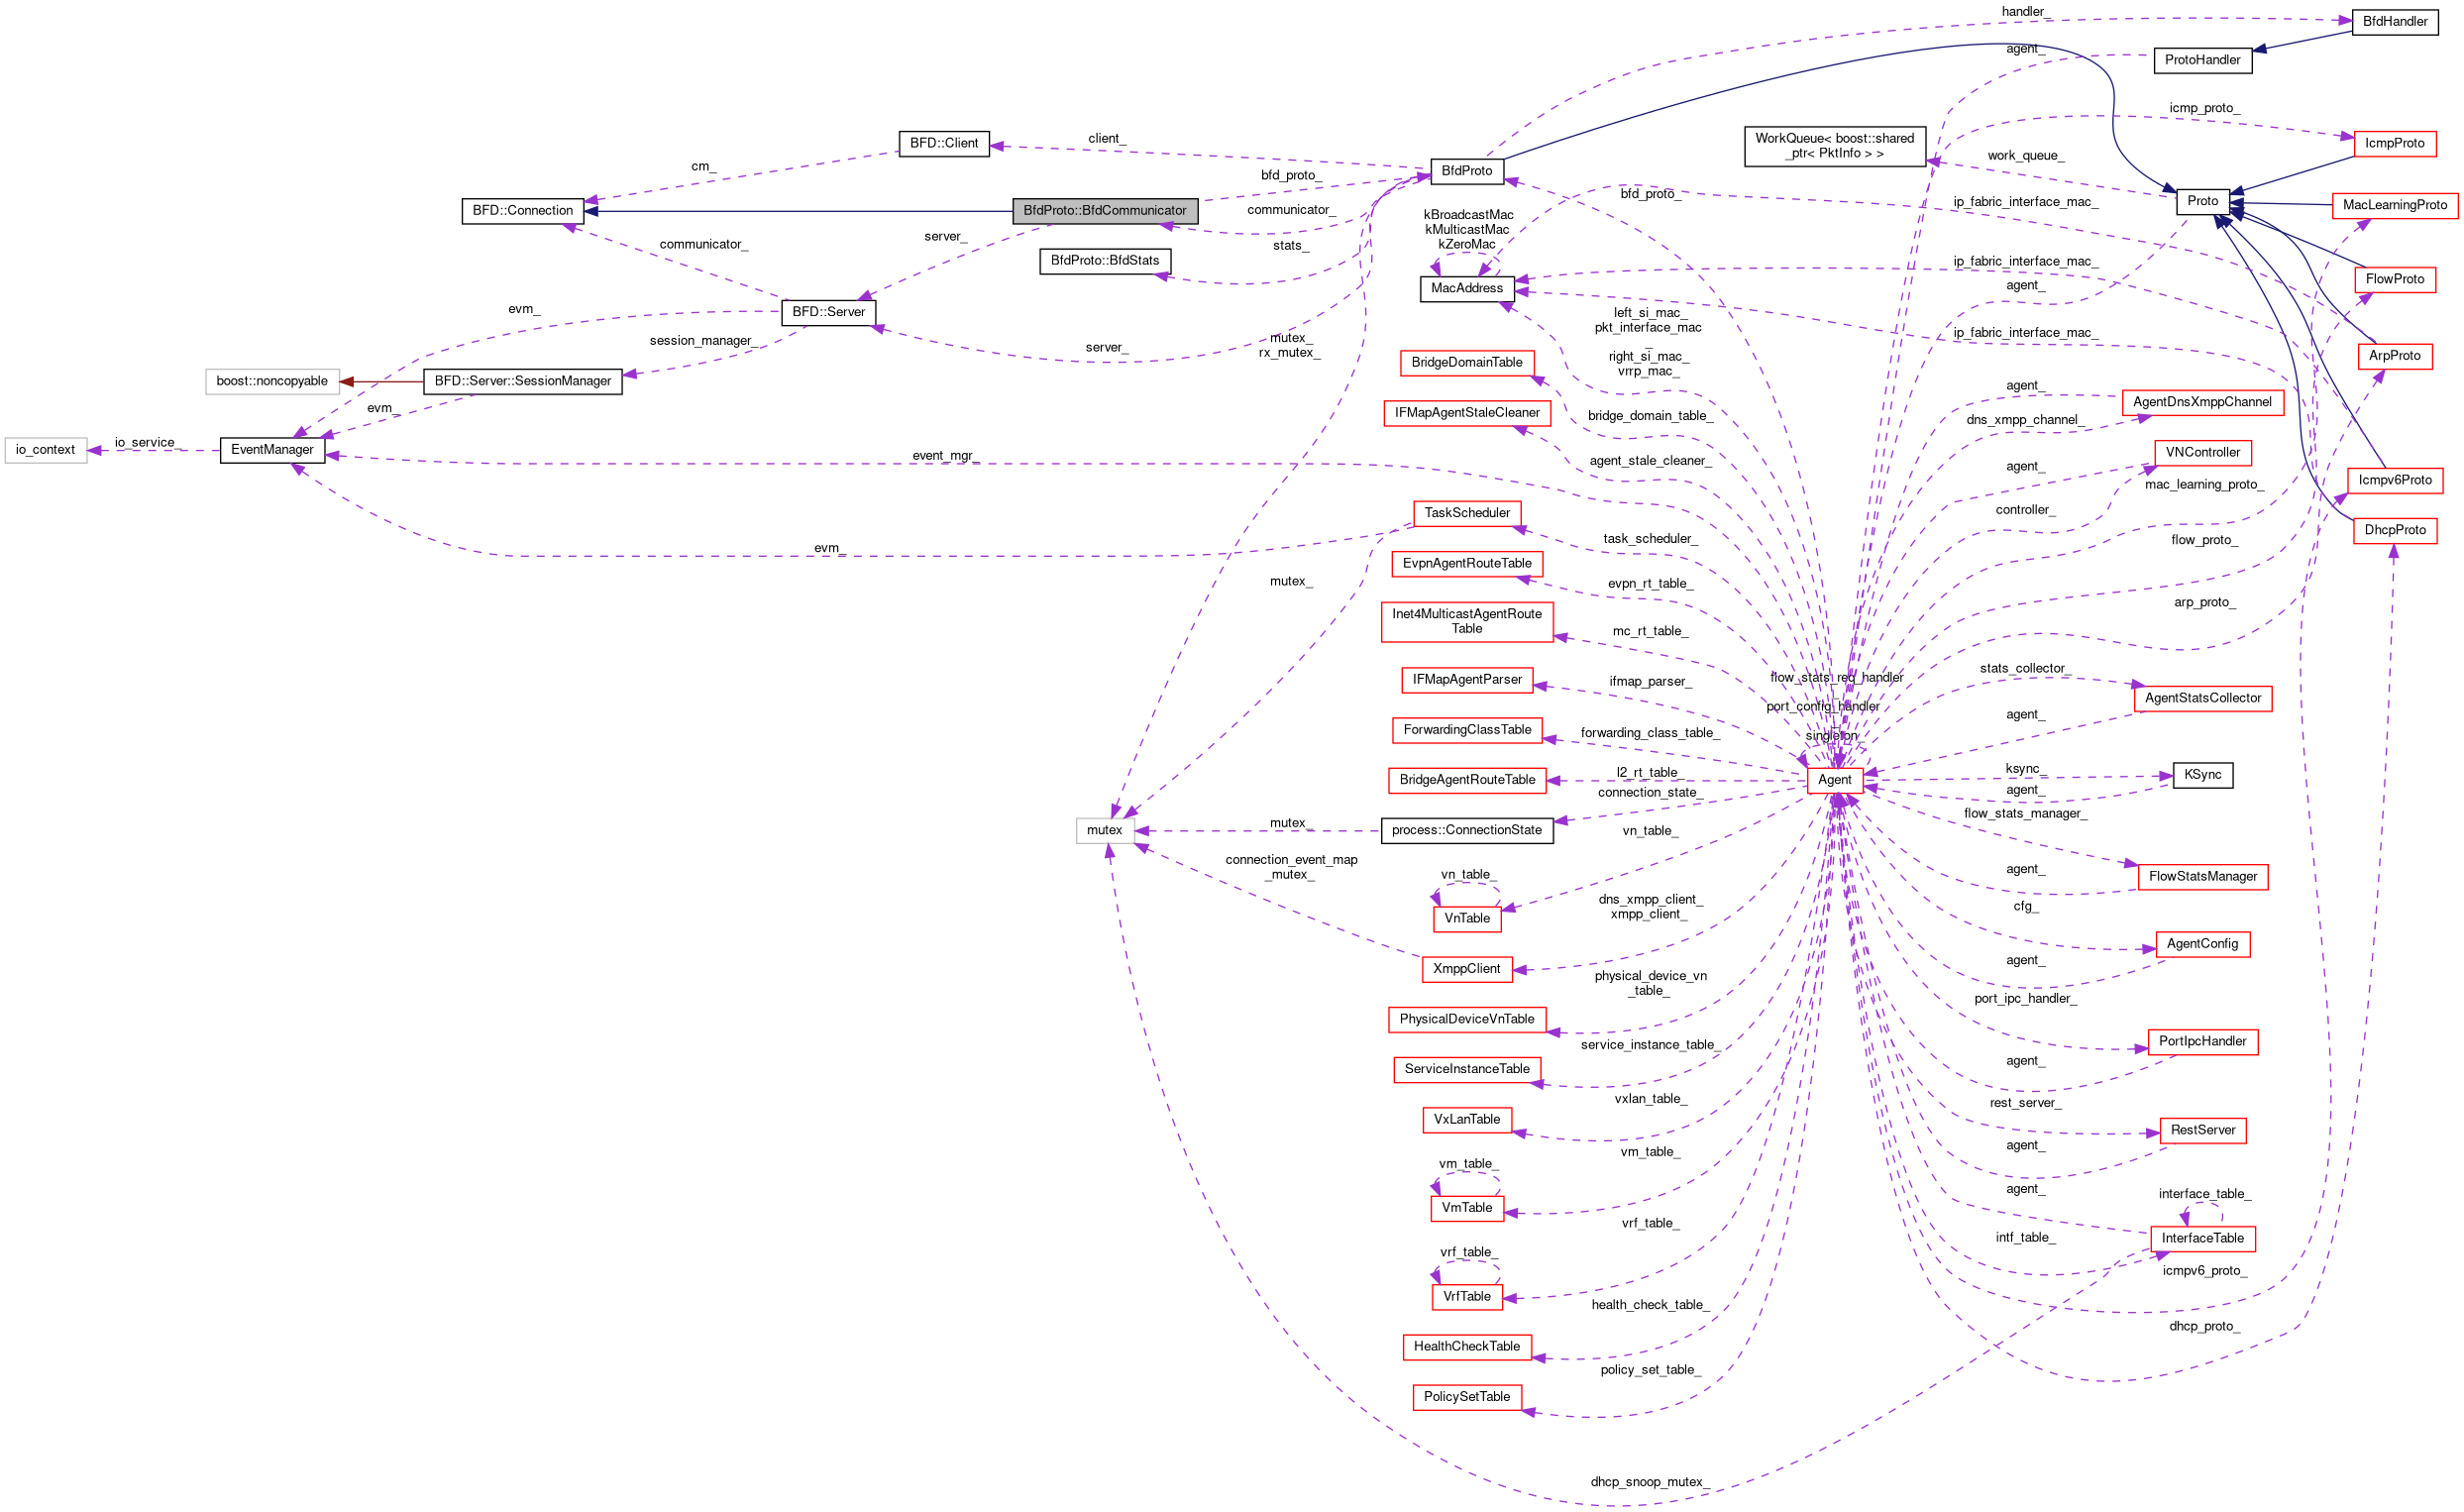 handler_
BfdHandler
agent_
ProtoHandler
icmp_proto_
WorkQueue< boost::shared
_ptr< PktInfo > >
IcmpProto
BFD::Client
client_
cm_
work_queue_
BfdProto
bfd_proto_
bfd_proto_
Proto
MacLearningProto
ip_fabric_interface_mac_
BFD::Connection
BfdProto::BfdCommunicator
communicator_
kBroadcastMac
kMulticastMac
kZeroMac
server_
communicator_
stats_
BfdProto::BfdStats
ip_fabric_interface_mac_
FlowProto
MacAddress
agent_
BFD::Server
evm_
left_si_mac_
pkt_interface_mac
_
right_si_mac_
vrrp_mac_
ip_fabric_interface_mac_
session_manager_
server_
mutex_
rx_mutex_
BridgeDomainTable
ArpProto
boost::noncopyable
BFD::Server::SessionManager
agent_
AgentDnsXmppChannel
evm_
IFMapAgentStaleCleaner
bridge_domain_table_
dns_xmpp_channel_
io_context
io_service_
EventManager
event_mgr_
agent_stale_cleaner_
VNController
agent_
mac_learning_proto_
Icmpv6Proto
TaskScheduler
controller_
DhcpProto
evm_
task_scheduler_
flow_proto_
EvpnAgentRouteTable
mutex_
evpn_rt_table_
arp_proto_
Inet4MulticastAgentRoute
Table
mc_rt_table_
stats_collector_
IFMapAgentParser
ifmap_parser_
flow_stats_req_handler
_
AgentStatsCollector
port_config_handler
_
agent_
ForwardingClassTable
forwarding_class_table_
singleton_
BridgeAgentRouteTable
l2_rt_table_
Agent
ksync_
KSync
connection_state_
agent_
mutex
mutex_
process::ConnectionState
vn_table_
flow_stats_manager_
connection_event_map
_mutex_
vn_table_
agent_
FlowStatsManager
VnTable
dns_xmpp_client_
xmpp_client_
cfg_
AgentConfig
XmppClient
agent_
physical_device_vn
_table_
port_ipc_handler_
PhysicalDeviceVnTable
PortIpcHandler
service_instance_table_
agent_
ServiceInstanceTable
vxlan_table_
rest_server_
VxLanTable
RestServer
agent_
vm_table_
vm_table_
agent_
interface_table_
VmTable
vrf_table_
intf_table_
InterfaceTable
vrf_table_
icmpv6_proto_
VrfTable
health_check_table_
dhcp_proto_
HealthCheckTable
policy_set_table_
PolicySetTable
dhcp_snoop_mutex_